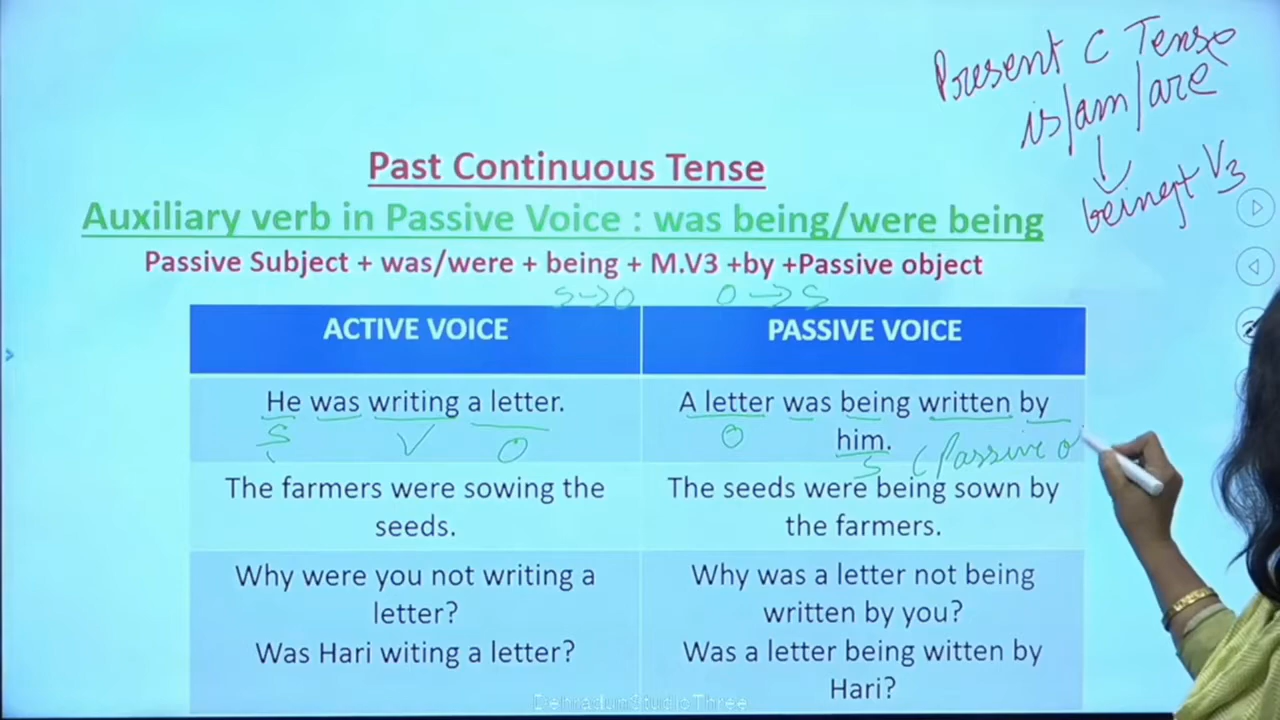 Present C Tense
is/am/are
being + V3
Past Continuous Tense
Auxiliary verb in Passive Voice : was being/were being
Passive Subject + was/were + being + M.V3 +by +Passive object
S → O O → S
ACTIVE VOICE
PASSIVE VOICE
He was writing a letter.
S V O
A letter was being written by
him.
O
S (Passive o
The farmers were sowing the
seeds.
The seeds were being sown by
the farmers.
Why were you not writing a
letter?
Was Hari witing a letter?
Why was a letter not being
written by you?
Was a letter being witten by
Hari?
DehradumStudioThree